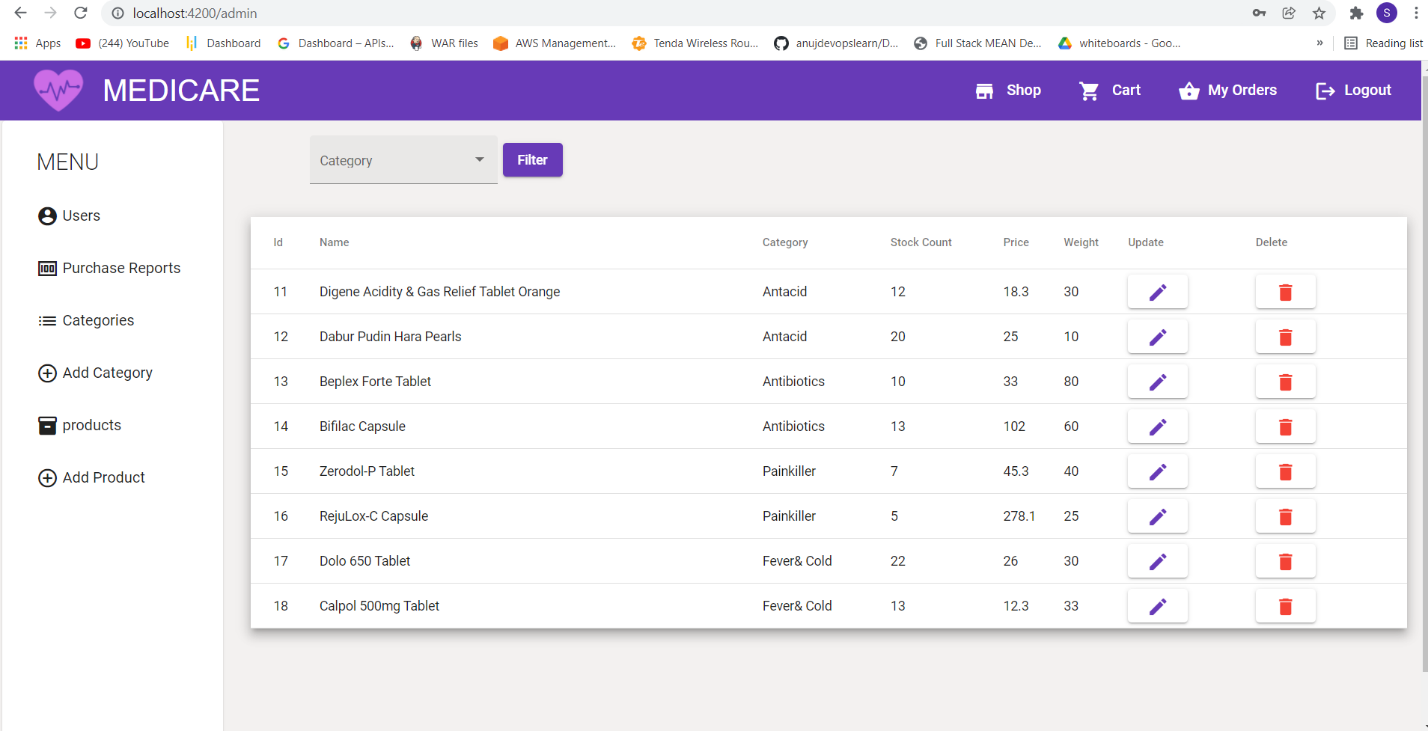 localhost:4200/admin
S
Apps (244) YouTube Dashboard Dashboard – APIs... WAR files AWS Management... Tenda Wireless Rou... anujdevopslearn/D... Full Stack MEAN De... whiteboards - Goo... » Reading list
MEDICARE Shop Cart My Orders Logout
MENU
Users
Purchase Reports
Categories
Add Category
products
Add Product
Category Filter
Id Name Category Stock Count Price Weight Update Delete
11 Digene Acidity & Gas Relief Tablet Orange Antacid 12 18.3 30
12 Dabur Pudin Hara Pearls Antacid 20 25 10
13 Beplex Forte Tablet Antibiotics 10 33 80
14 Bifilac Capsule Antibiotics 13 102 60
15 Zerodol-P Tablet Painkiller 7 45.3 40
16 RejuLox-C Capsule Painkiller 5 278.1 25
17 Dolo 650 Tablet Fever& Cold 22 26 30
18 Calpol 500mg Tablet Fever& Cold 13 12.3 33